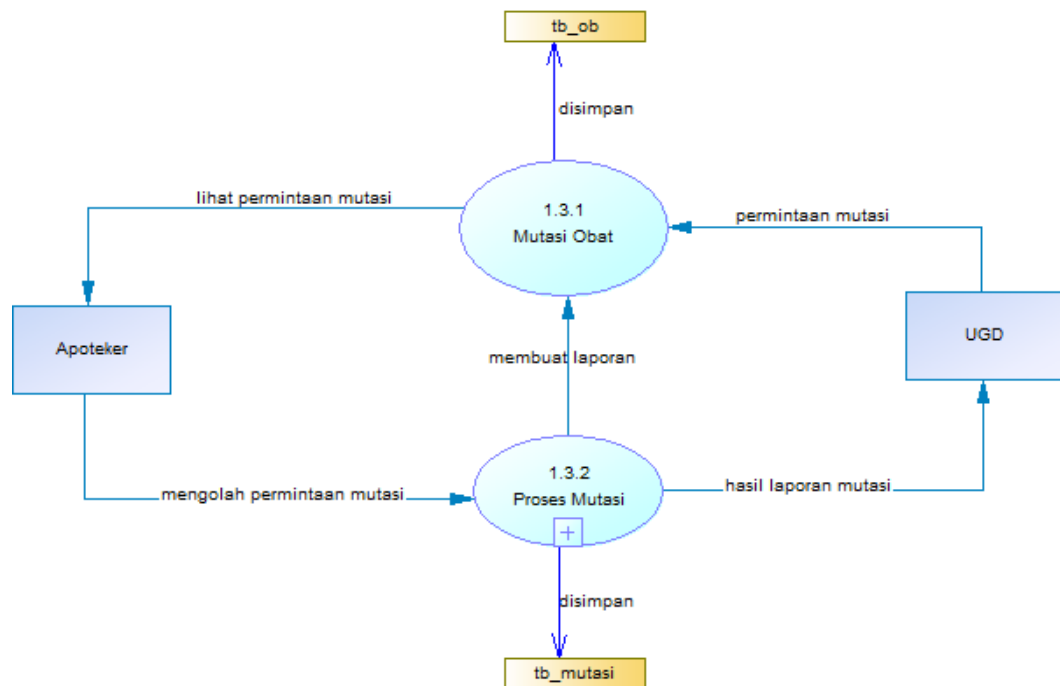 tb_ob
disimpan
lihat permintaan mutasi
1.3.1
Mutasi Obat
permintaan mutasi
Apoteker
UGD
membuat laporan
1.3.2
Proses Mutasi
mengolah permintaan mutasi
hasil laporan mutasi
disimpan
tb_mutasi